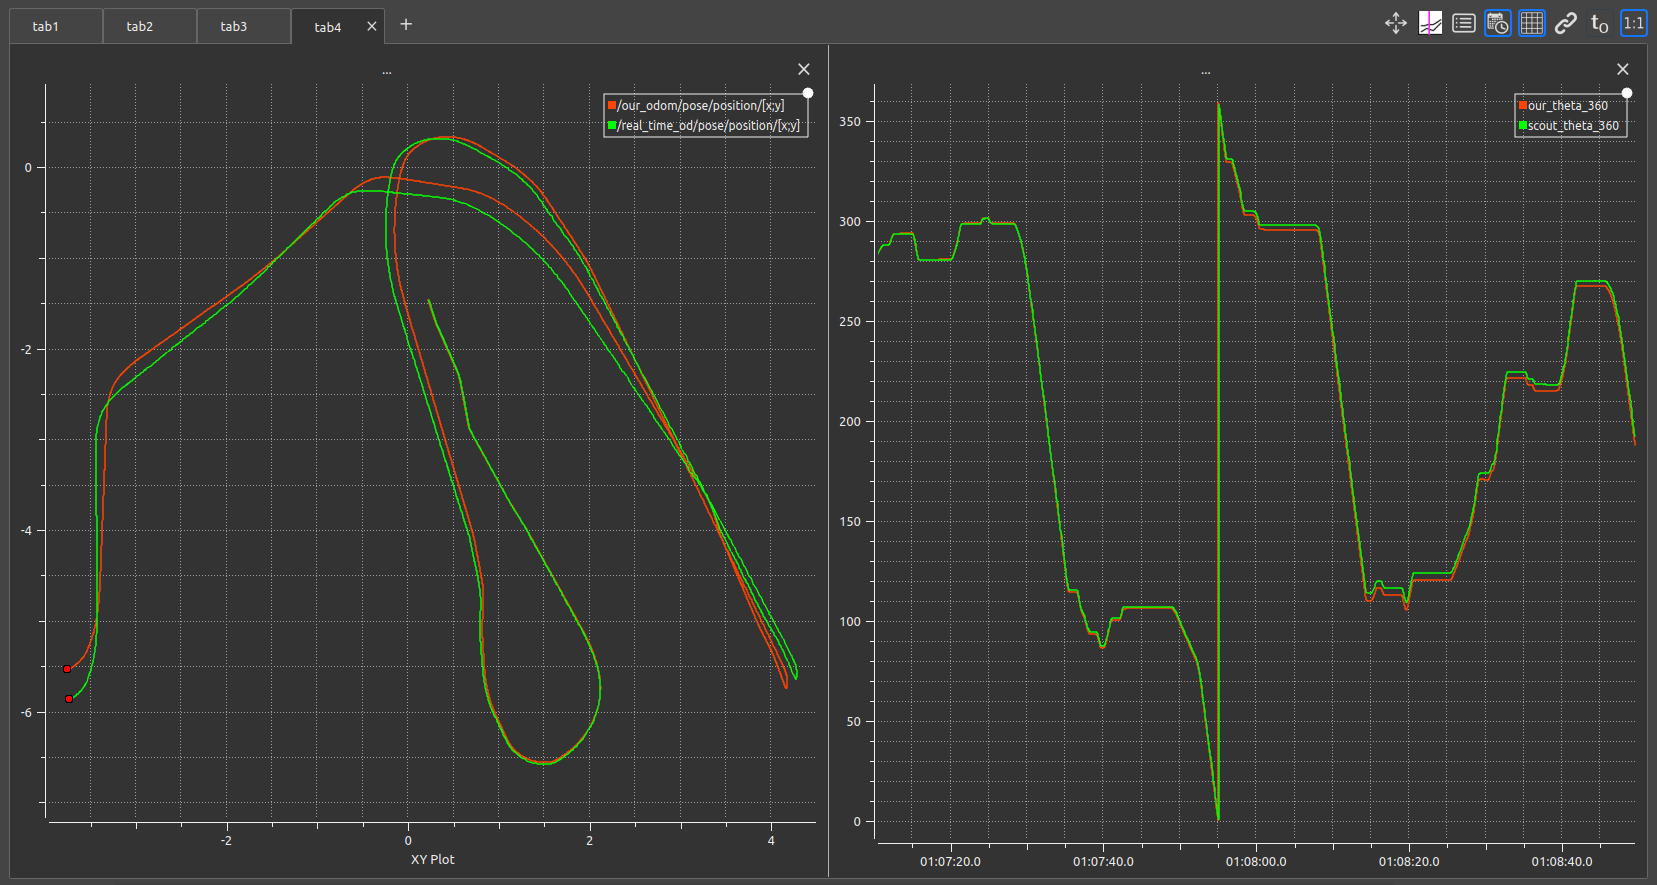 tab1
tab2
tab3
tab4
+
t0
1:1
...
/our_odom/pose/position/[x;y]
/real_time_od/pose/position/[x;y]
0
-2
-4
-6
-2
0
2
4
XY Plot
...
our_theta_360
scout_theta_360
350
300
250
200
150
100
50
0
01:07:20.0
01:07:40.0
01:08:00.0
01:08:20.0
01:08:40.0